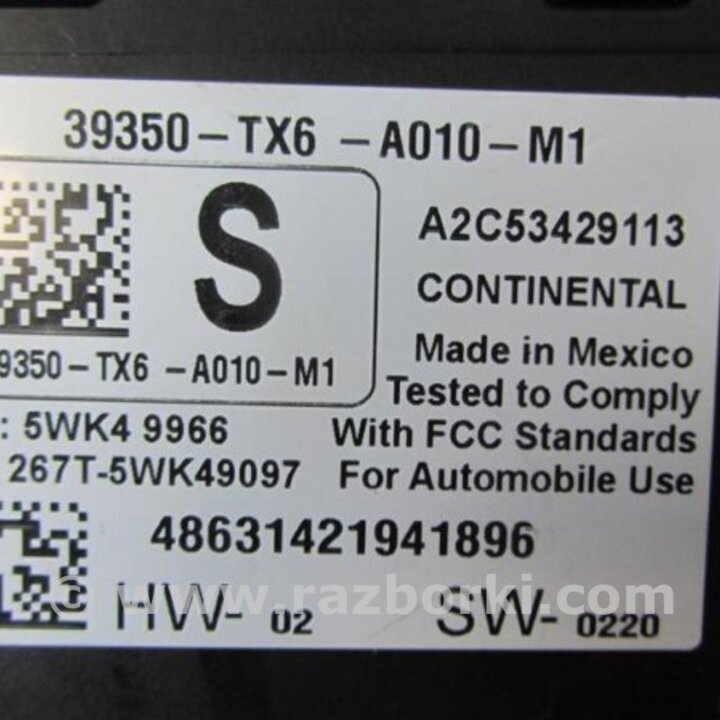 39350-TX6 -A010-M1
S
A2C53429113
CONTINENTAL
9350-TX6 -A010-M1
Made in Mexico
Tested to Comply
: 5WK4 9966
With FCC Standards
267T-5WK49097
For Automobile Use
48631421941896
HW- 02
SW- 0220
© www.razborki.com